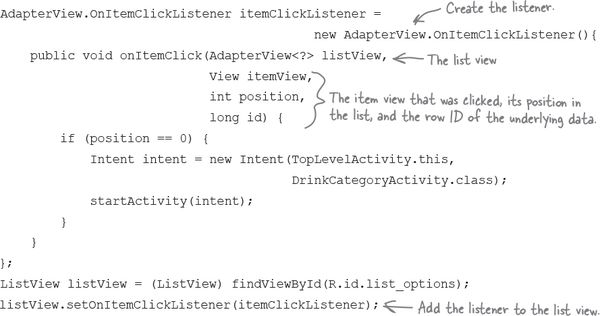 AdapterView.OnItemClickListener itemClickListener =
Create the listener.
new AdapterView.OnItemClickListener(){
public void onItemClick(AdapterView<?> listView,
The list view
View itemView,
int position,
long id) {
The item view that was clicked, its position in
the list, and the row ID of the underlying data.
if (position == 0) {
Intent intent = new Intent(TopLevelActivity.this,
DrinkCategoryActivity.class);
startActivity(intent);
}
}
};
ListView listView = (ListView) findViewById(R.id.list_options);
listView.setOnItemClickListener(itemClickListener);
Add the listener to the list view.